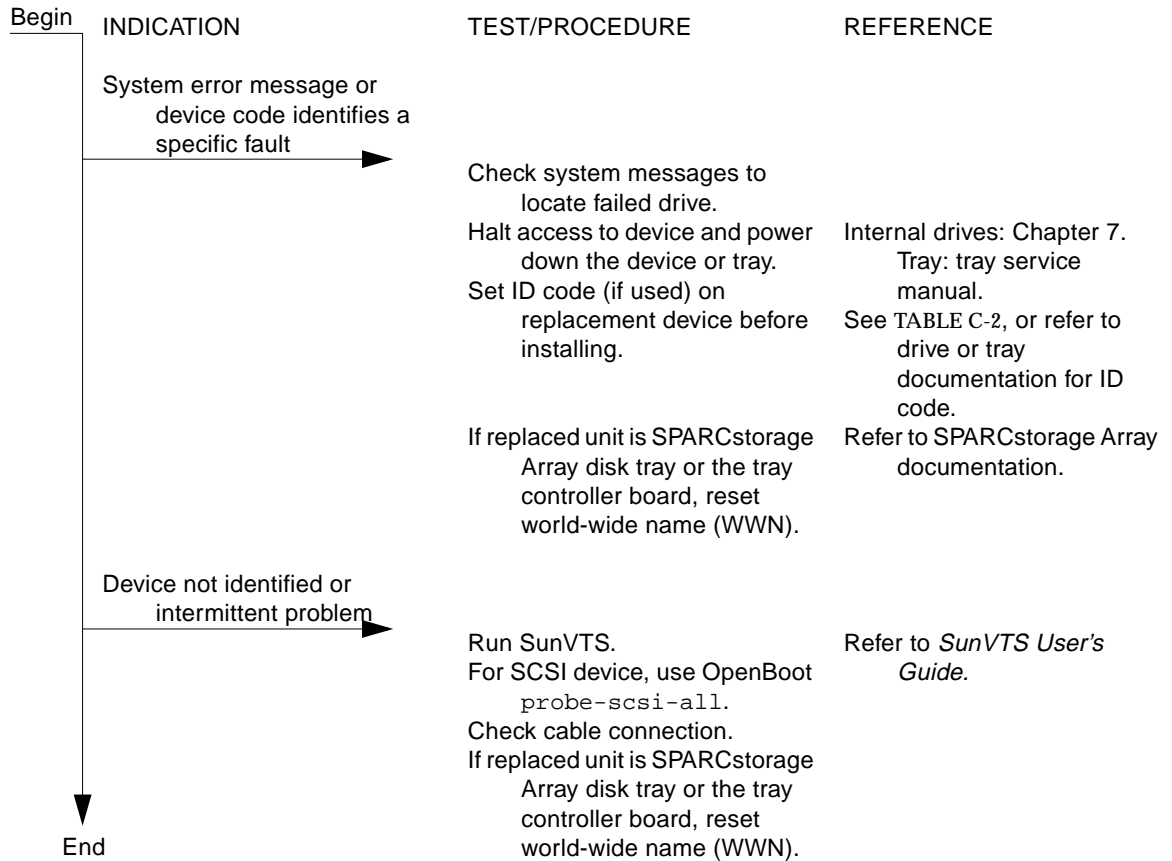 Begin
INDICATION TEST/PROCEDURE REFERENCE
System error message or
device code identifies a
specific fault
Check system messages to
locate failed drive.
Halt access to device and power
down the device or tray.
Internal drives: Chapter 7.
Tray: tray service
manual.
Set ID code (if used) on
replacement device before
installing.
See TABLE C-2, or refer to
drive or tray
documentation for ID
code.
If replaced unit is SPARCstorage
Array disk tray or the tray
controller board, reset
world-wide name (WWN).
Refer to SPARCstorage Array
documentation.
Device not identified or
intermittent problem
Run SunVTS.
Refer to SunVTS User's
Guide.
For SCSI device, use OpenBoot
probe-scsi-all.
Check cable connection.
If replaced unit is SPARCstorage
Array disk tray or the tray
controller board, reset
world-wide name (WWN).
End